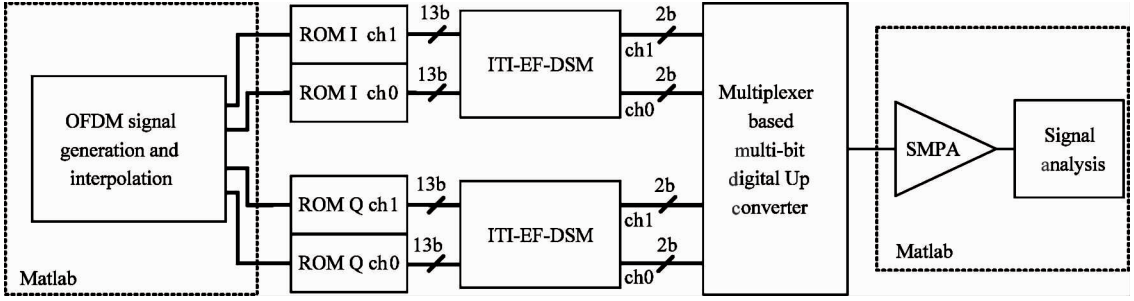 OFDM signal
generation and
interpolation
Matlab
ROM I ch1
ROM I ch0
ROM Q ch1
ROM Q ch0
13b
13b
13b
13b
ITI-EF-DSM
ITI-EF-DSM
2b
ch1
2b
ch0
2b
ch1
2b
ch0
Multiplexer
based
multi-bit
digital Up
converter
SMPA
Signal
analysis
Matlab